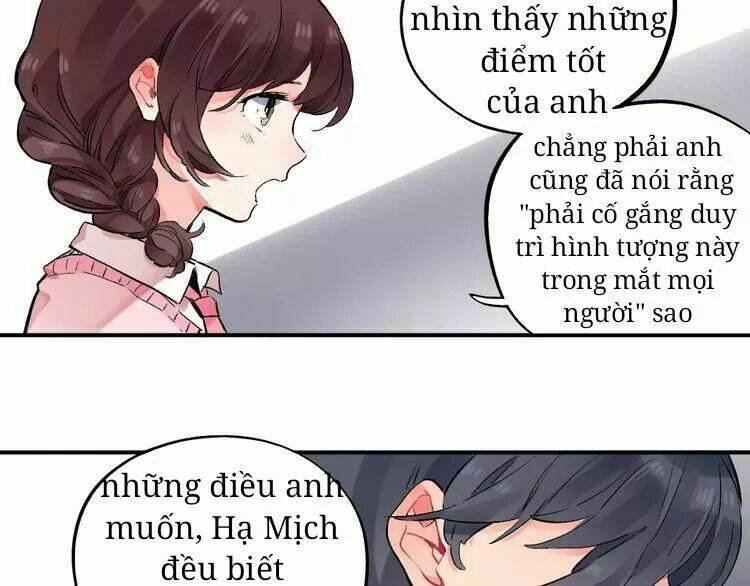 nhìn thấy những
điểm tốt
của anh
chẳng phải anh
cũng đã nói rằng
"phải cố gắng duy
trì hình tượng này
trong mắt mọi
người" sao
những điều anh
muốn, Hạ Mịch
đều biết